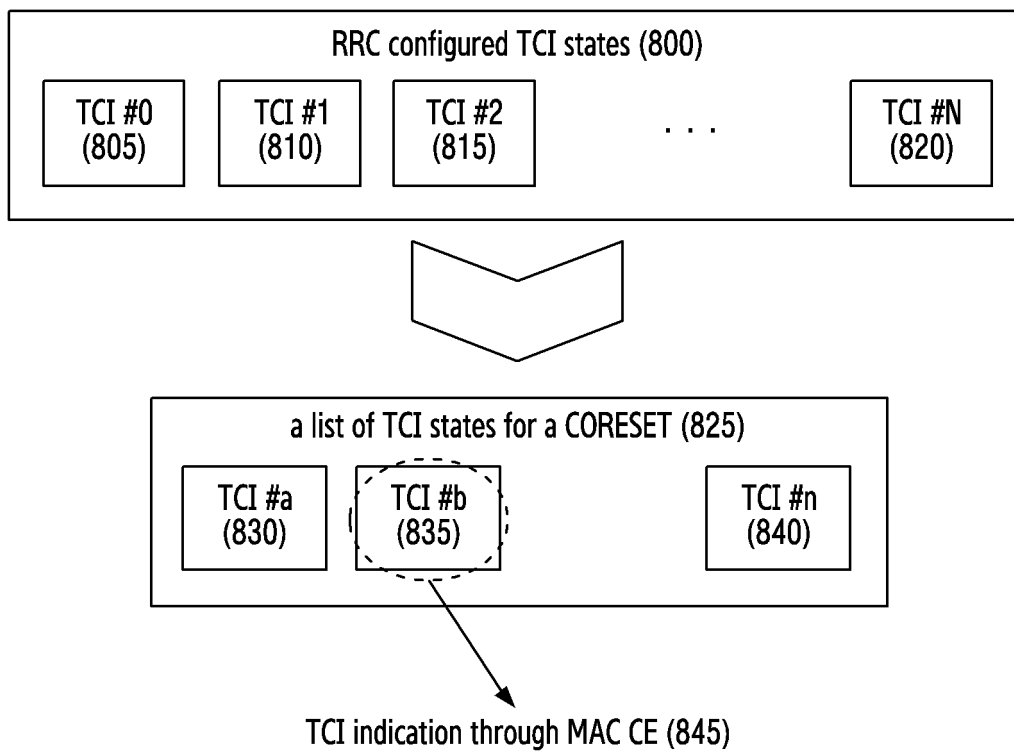 RRC configured TCI states (800)
TCI #0
(805)
TCI #1
(810)
TCI #2
(815)
. . .
TCI #N
(820)
a list of TCI states for a CORESET (825)
TCI #a
(830)
TCI #b
(835)
TCI #n
(840)
TCI indication through MAC CE (845)